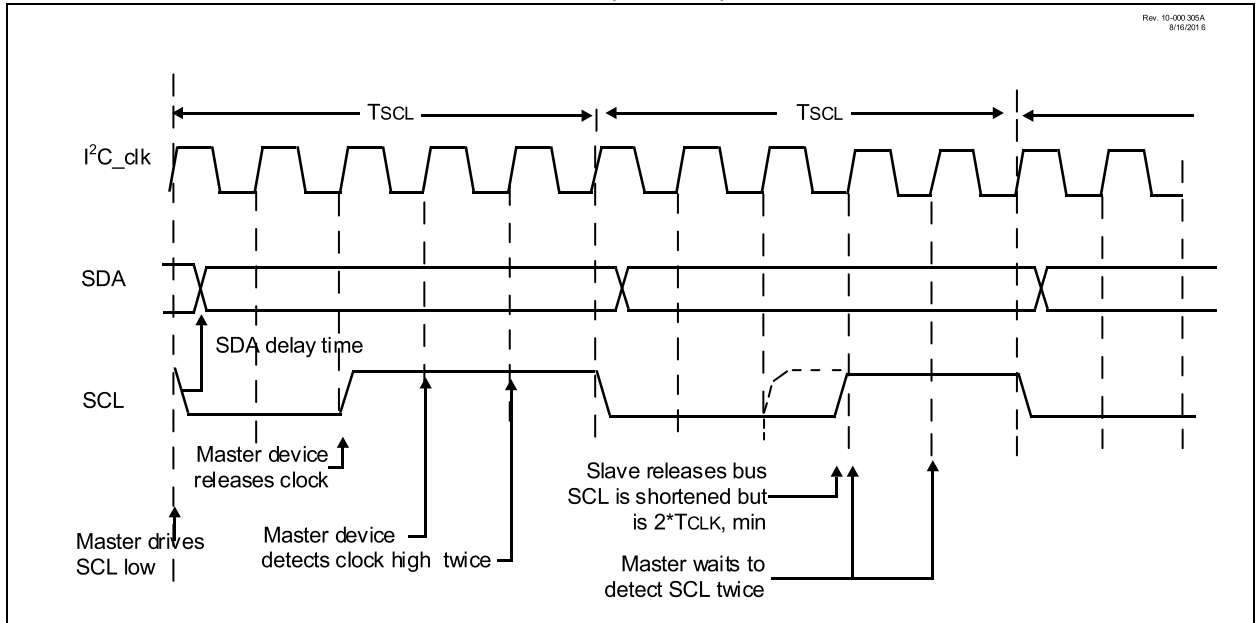 Rev. 10-000 305A
8/16/201 6
TSCL
TSCL
I²C_clk
SDA
SDA delay time
SCL
Master device
releases clock
Slave releases bus
SCL is shortened but
is 2*TCLK, min
Master drives
SCL low
Master device
detects clock high twice
Master waits to
detect SCL twice